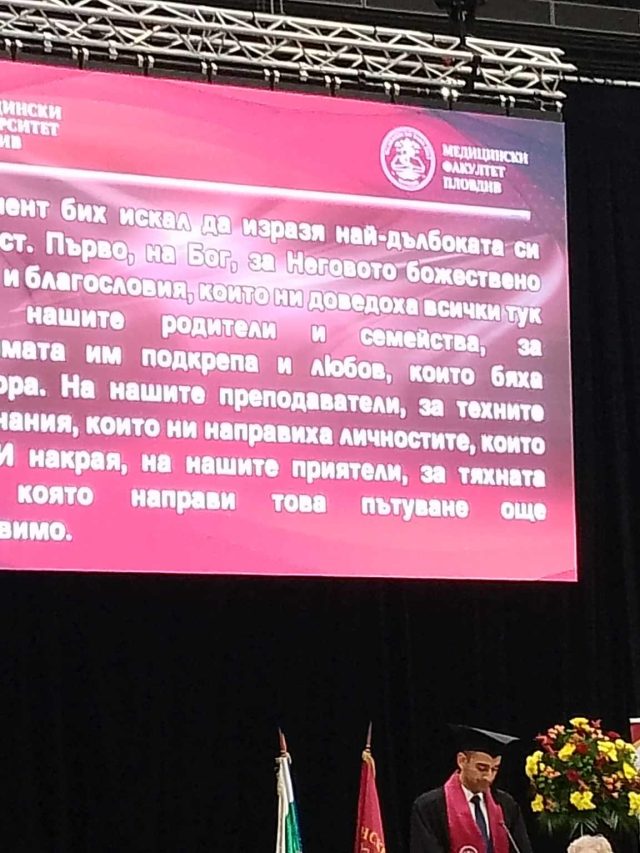 ЦИНСКИ
РСИТЕТ
ИВ
МЕДИЦИНСКИ
ФАКУЛТЕТ
ПЛОВДИВ
мент бих искал да изразя най-дълбоката си
ст. Първо, на Бог, за Неговото божествено
и благословия, които ни доведоха всички тук
нашите родители и семейства, за
мата им подкрепа и любов, които бяха
ора. На нашите преподаватели, за техните
нания, които ни направиха личностите, които
И накрая, на нашите приятели, за тяхната
която направи това пътуване още
вимо.